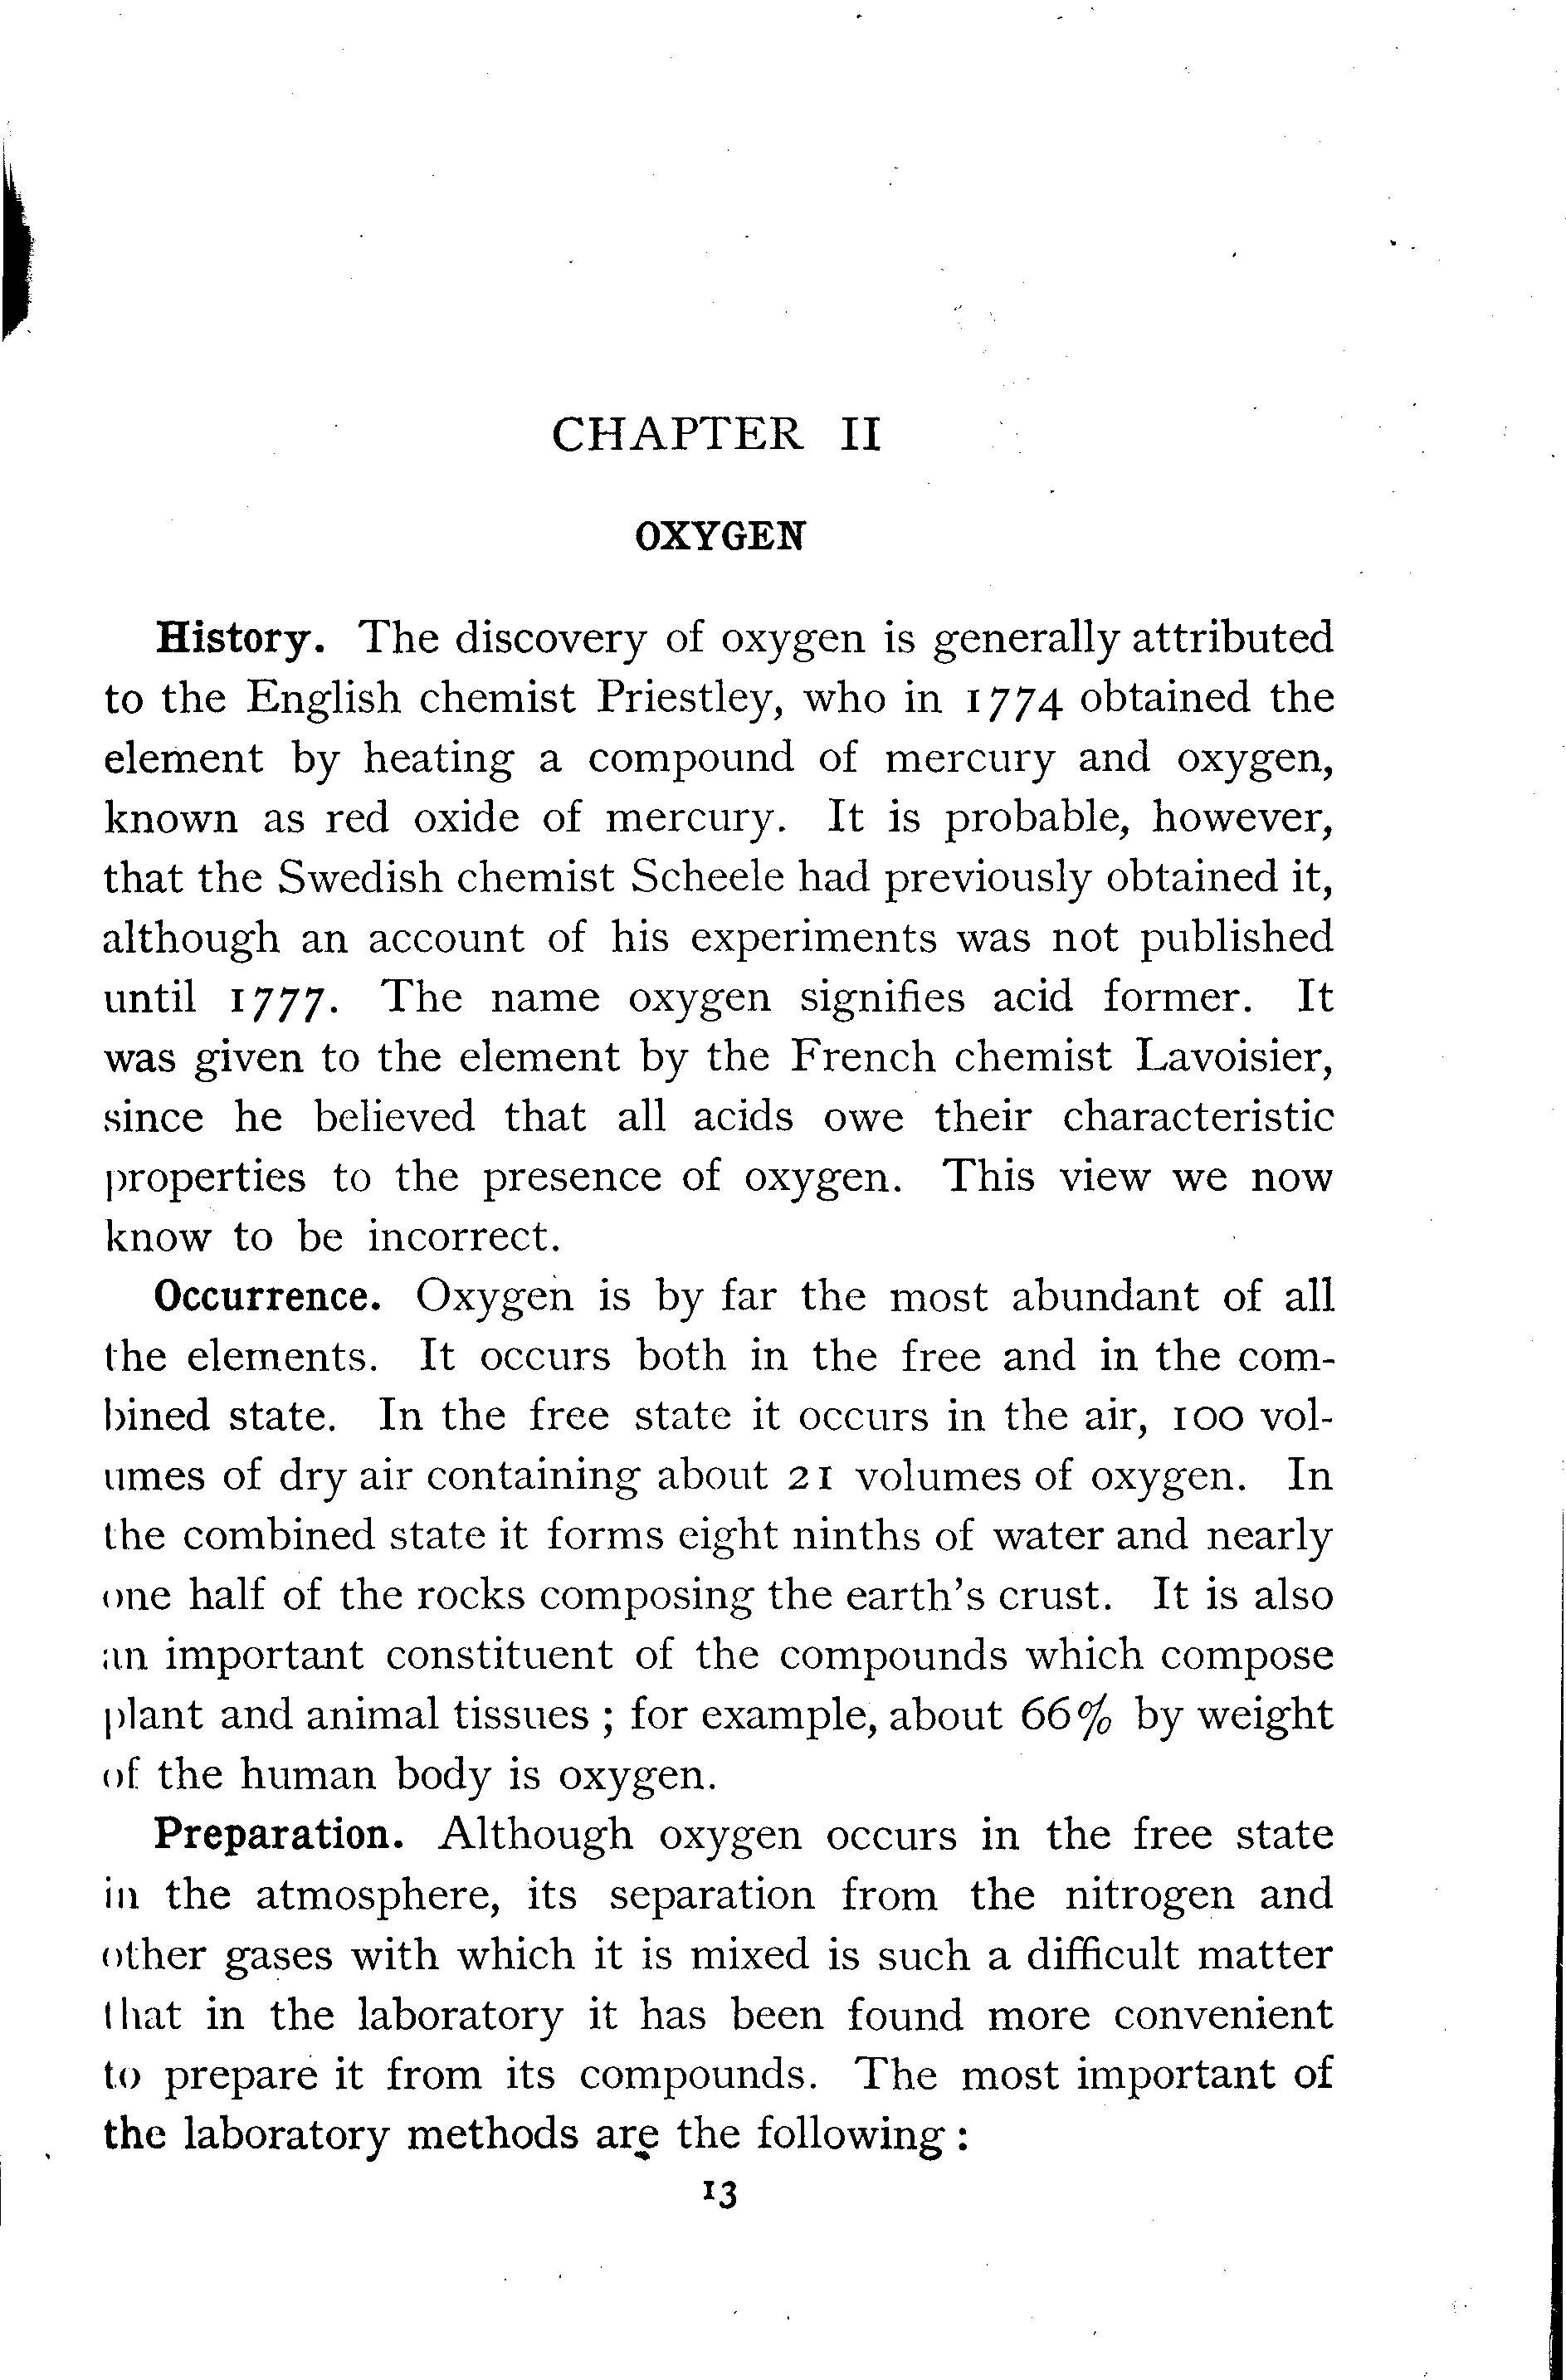 CHAPTER II
OXYGEN
History. The discovery of oxygen is generally attributed
to the English chemist Priestley, who in 1774 obtained the
element by heating a compound of mercury and oxygen,
known as red oxide of mercury. It is probable, however,
that the Swedish chemist Scheele had previously obtained it,
although an account of his experiments was not published
until 1777. The name oxygen signifies acid former. It
was given to the element by the French chemist Lavoisier,
since he believed that all acids owe their characteristic
properties to the presence of oxygen. This view we now
know to be incorrect.
Occurrence. Oxygen is by far the most abundant of all
the elements. It occurs both in the free and in the com-
bined state. In the free state it occurs in the air, 100 vol-
umes of dry air containing about 21 volumes of oxygen. In
the combined state it forms eight ninths of water and nearly
one half of the rocks composing the earth's crust. It is also
an important constituent of the compounds which compose
plant and animal tissues ; for example, about 66% by weight
of the human body is oxygen.
Preparation. Although oxygen occurs in the free state
in the atmosphere, its separation from the nitrogen and
other gases with which it is mixed is such a difficult matter
that in the laboratory it has been found more convenient
to prepare it from its compounds. The most important of
the laboratory methods are the following :
13